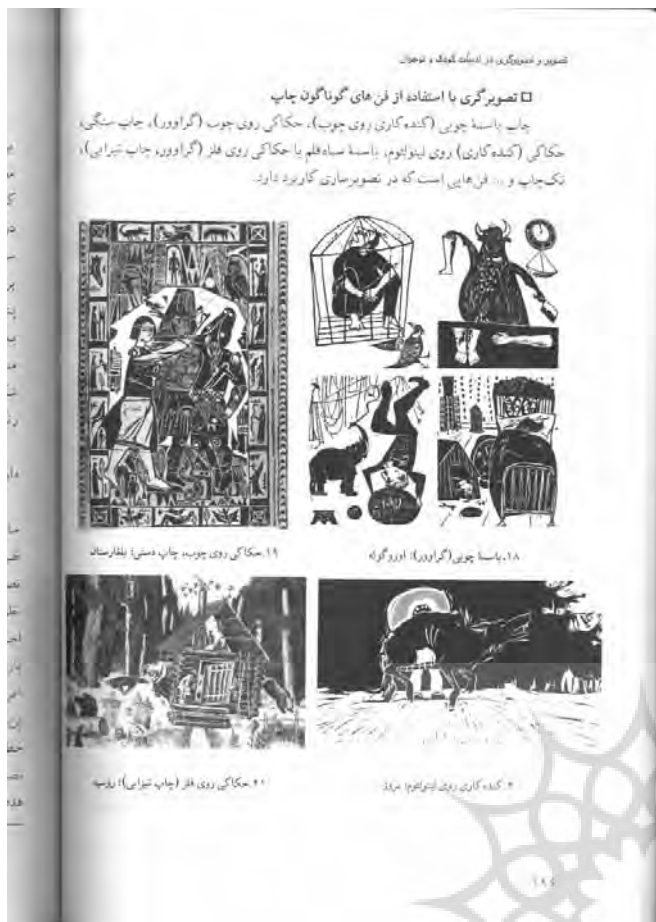 تصویر و تصویرگری در ادبیات کودک و نوجوان
□ تصویرگری با استفاده از فن های گوناگون چاپ
چاپ باسمهٔ چوبی (کنده‌کاری روی چوب)، حکاکی روی چوب (گراوور)، چاپ سنگی،
حکاکی (کنده‌کاری) روی لینولئوم، باسمهٔ سیاه‌قلم یا حکاکی روی فلز (گراوور، چاپ تیزابی)،
تک‌چاپ و ... فن‌هایی است که در تصویرسازی کاربرد دارد.
۱۸. باسمهٔ چوبی (گراوور)؛ اوروگوئه
۱۹. حکاکی روی چوب، چاپ دستی؛ بلغارستان
کنده کاری روی لینولئوم؛
۲۱. حکاکی روی فلز (چاپ تیزابی)؛ روسیه